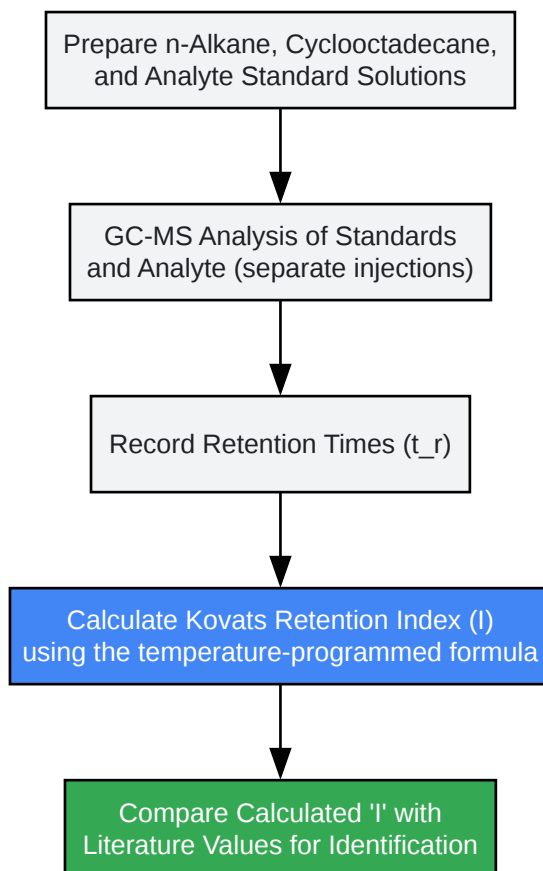 Prepare n-Alkane, Cyclooctadecane,
and Analyte Standard Solutions
GC-MS Analysis of Standards
and Analyte (separate injections)
Record Retention Times (t_r)
Calculate Kovats Retention Index (I)
using the temperature-programmed formula
Compare Calculated 'I' with
Literature Values for Identification